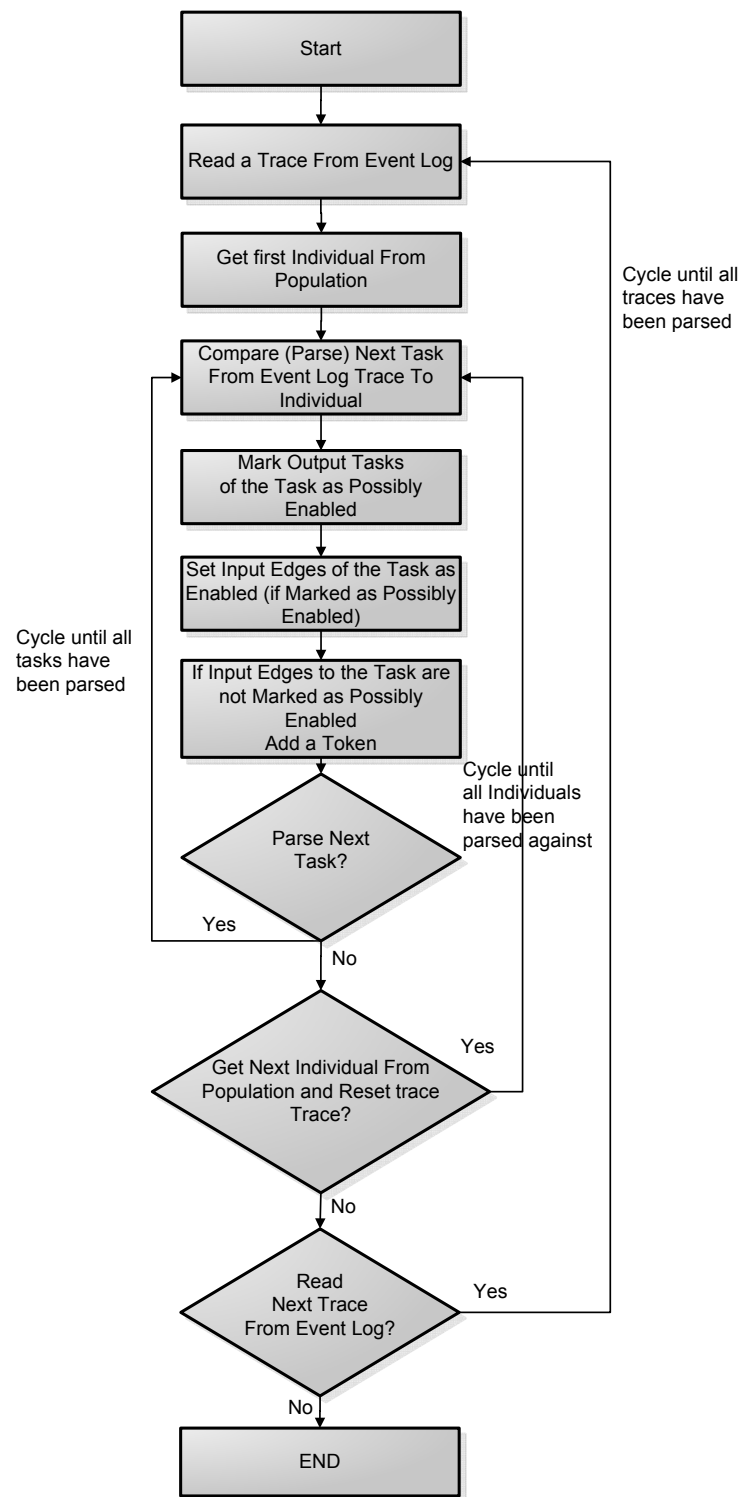 Start
Read a Trace From Event Log
Get first Individual From
Population
Cycle until all
traces have
been parsed
Compare (Parse) Next Task
From Event Log Trace To
Individual
Mark Output Tasks
of the Task as Possibly
Enabled
Set Input Edges of the Task as
Enabled (if Marked as Possibly
Enabled)
Cycle until all
tasks have
been parsed
If Input Edges to the Task are
not Marked as Possibly
Enabled
Add a Token
Cycle until
all Individuals
have been
parsed against
Parse Next
Task?
Yes
No
Get Next Individual From
Population and Reset trace
Trace?
Yes
No
Read
Next Trace
From Event Log?
Yes
No
END